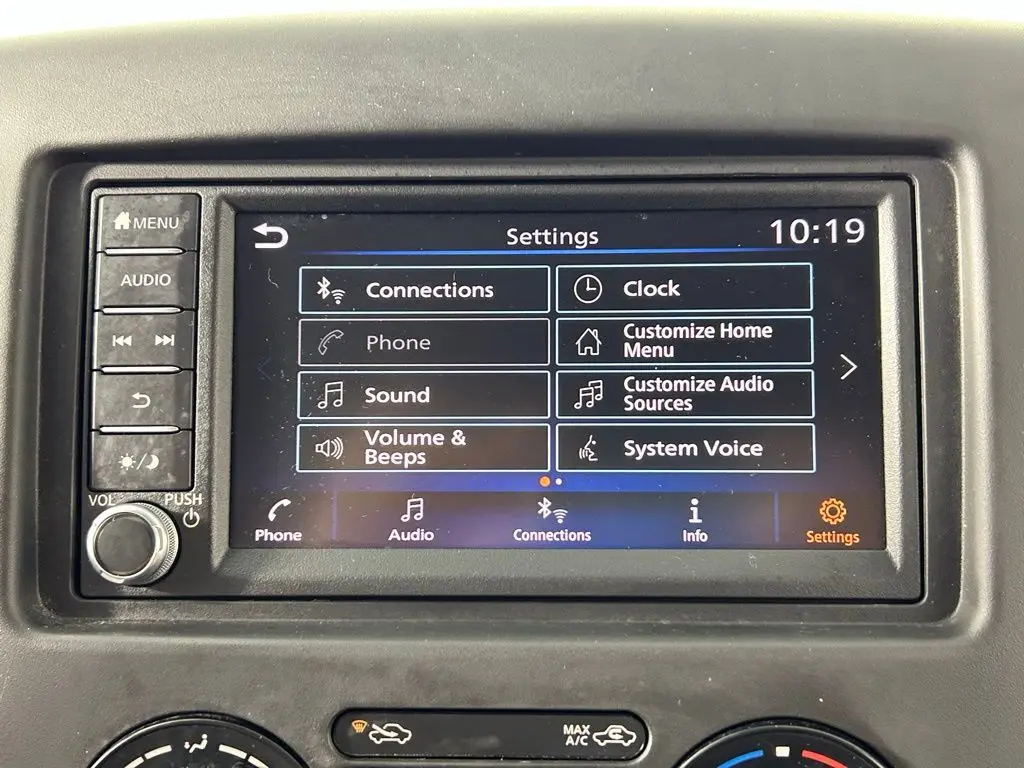 MENU
AUDIO
VOL
PUSH
Settings
10:19
Connections
Clock
Phone
Customize Home
Menu
Sound
Customize Audio
Sources
Volume &
Beeps
System Voice
Phone
Audio
Connections
Info
Settings
MAX
A/C